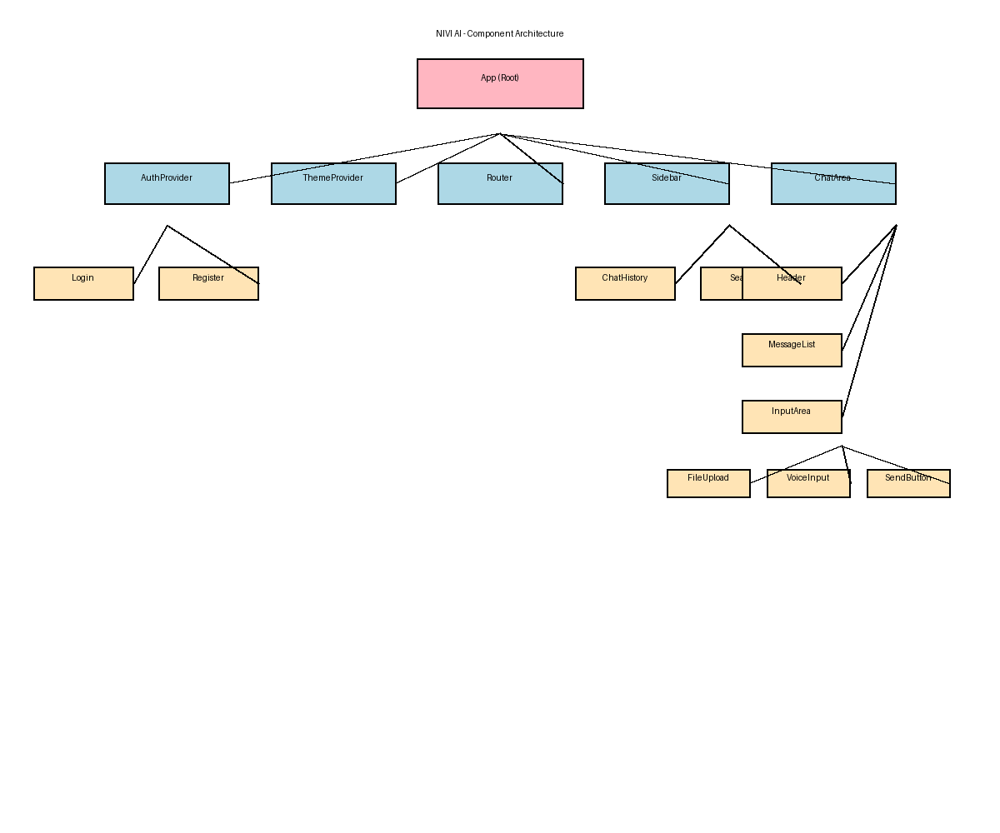 NIVI AI - Component Architecture
App (Root)
AuthProvider
ThemeProvider
Router
Sidebar
ChatArea
Login
Register
ChatHistory
Header
MessageList
InputArea
FileUpload
VoiceInput
SendButton